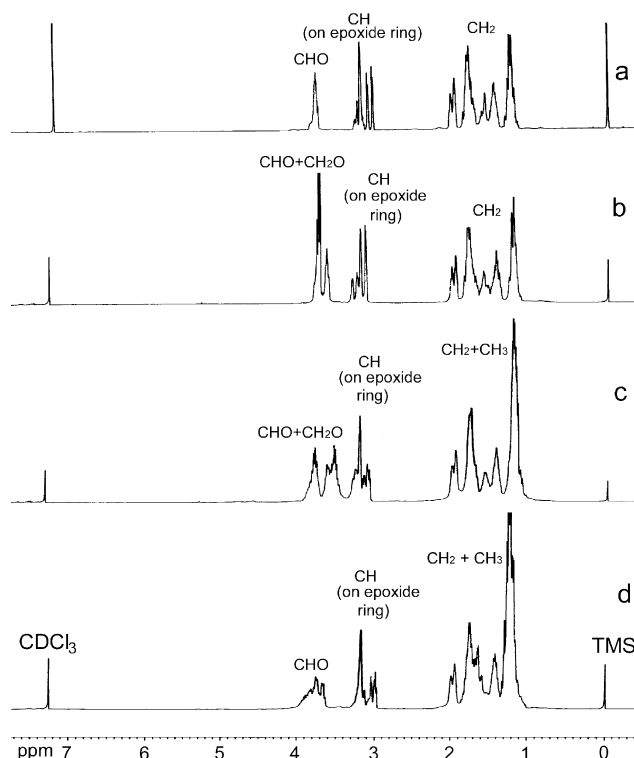 CH
(on epoxide ring)
CH₂
CHO
a
CHO+CH₂O
CH
(on epoxide
ring)
CH₂
b
CH₂+CH₃
CH
(on epoxide
ring)
CHO+CH₂O
c
CH
(on epoxide
ring)
CH₂ + CH₃
d
CDCl₃
CHO
TMS
ppm 7 6 5 4 3 2 1 0